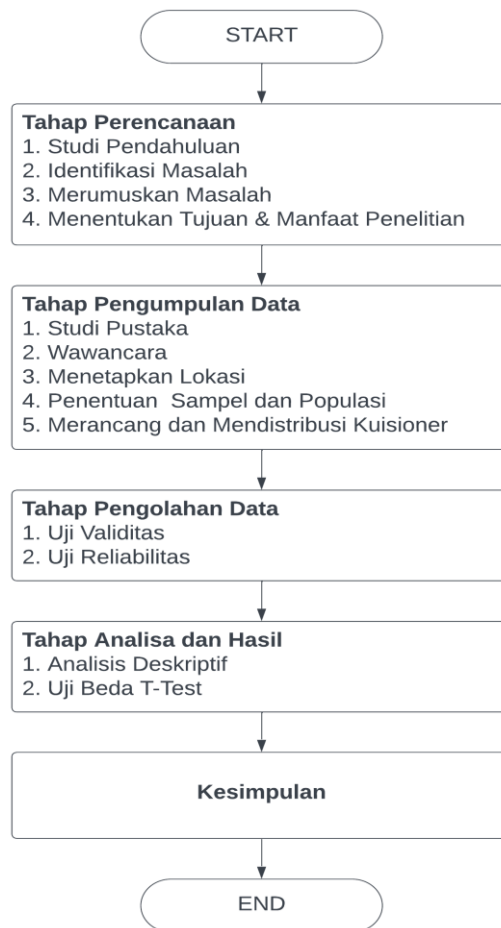 START
Tahap Perencanaan
1. Studi Pendahuluan
2. Identifikasi Masalah
3. Merumuskan Masalah
4. Menentukan Tujuan & Manfaat Penelitian
Tahap Pengumpulan Data
1. Studi Pustaka
2. Wawancara
3. Menetapkan Lokasi
4. Penentuan Sampel dan Populasi
5. Merancang dan Mendistribusi Kuisioner
Tahap Pengolahan Data
1. Uji Validitas
2. Uji Reliabilitas
Tahap Analisa dan Hasil
1. Analisis Deskriptif
2. Uji Beda T-Test
Kesimpulan
END